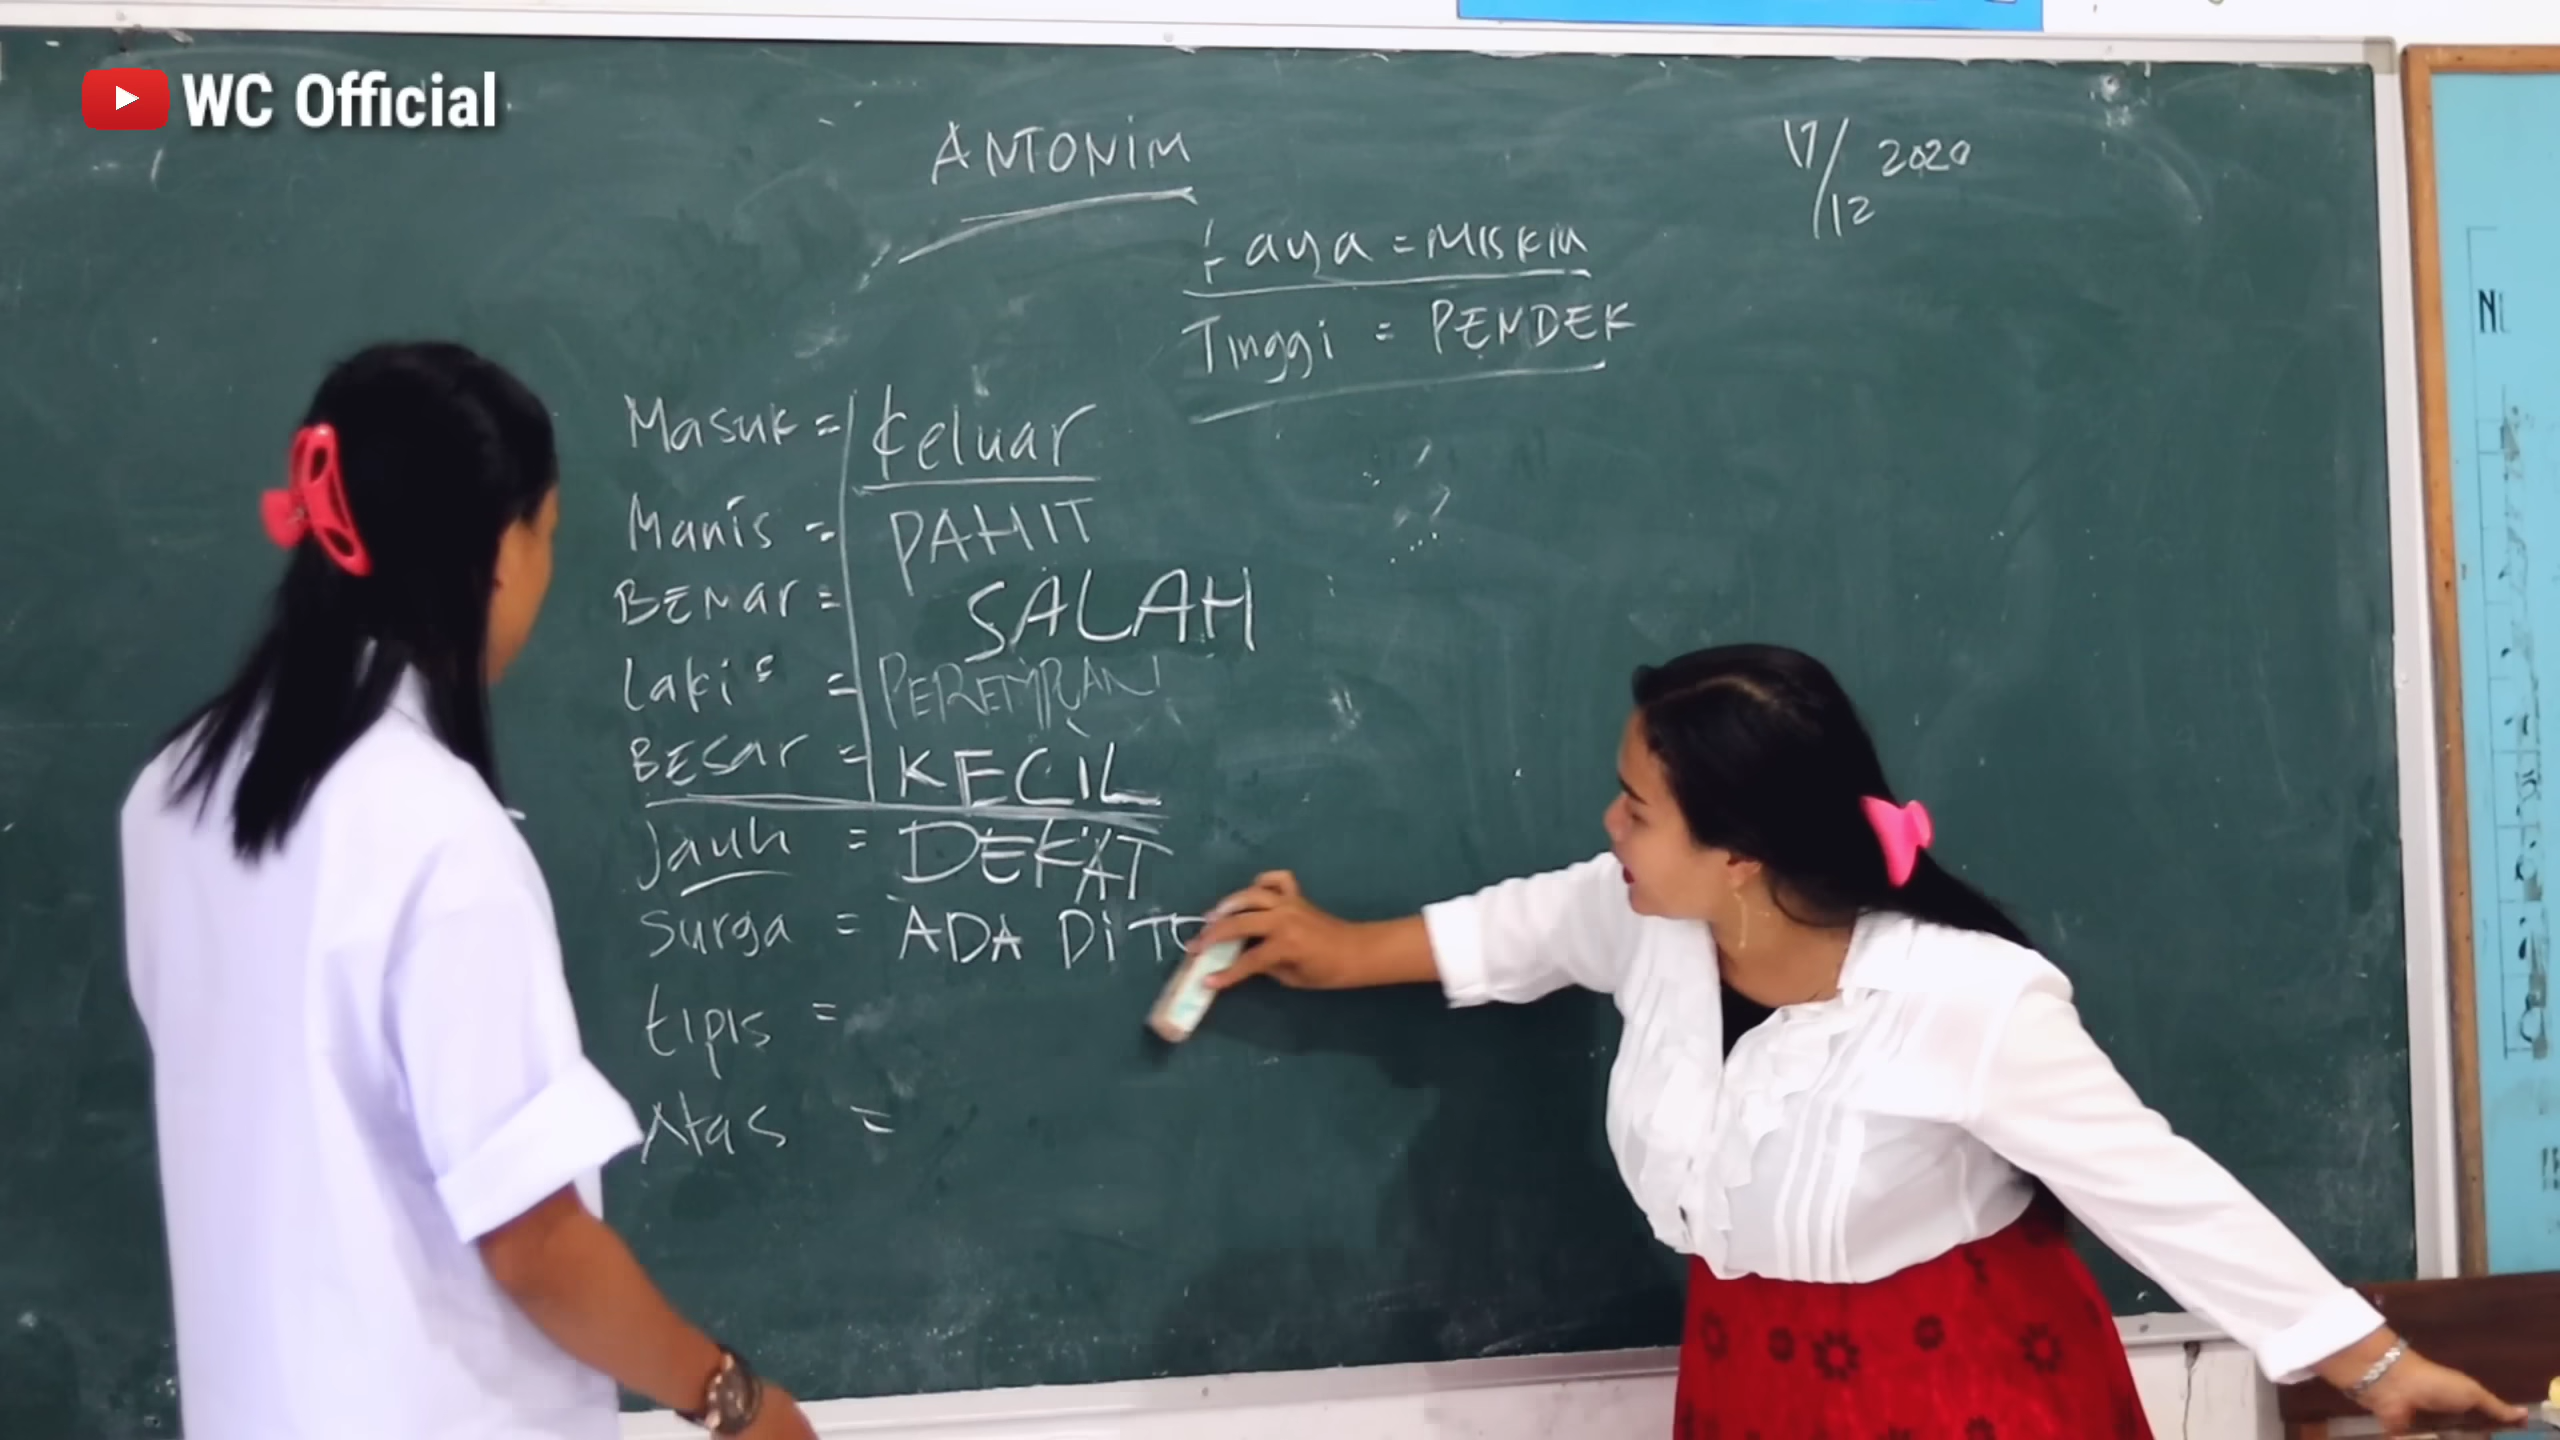 WC Official
ANTONIM
17/12 2020
Kaya = MISKIN
Tinggi = PENDEK
Masuk = Keluar
Manis = PAHIT
BENar = SALAH
Laki² = PEREMPUAN
BESar = KECIL
Jauh = DEKAT
Surga = ADA Di TO
tipis =
Atas =